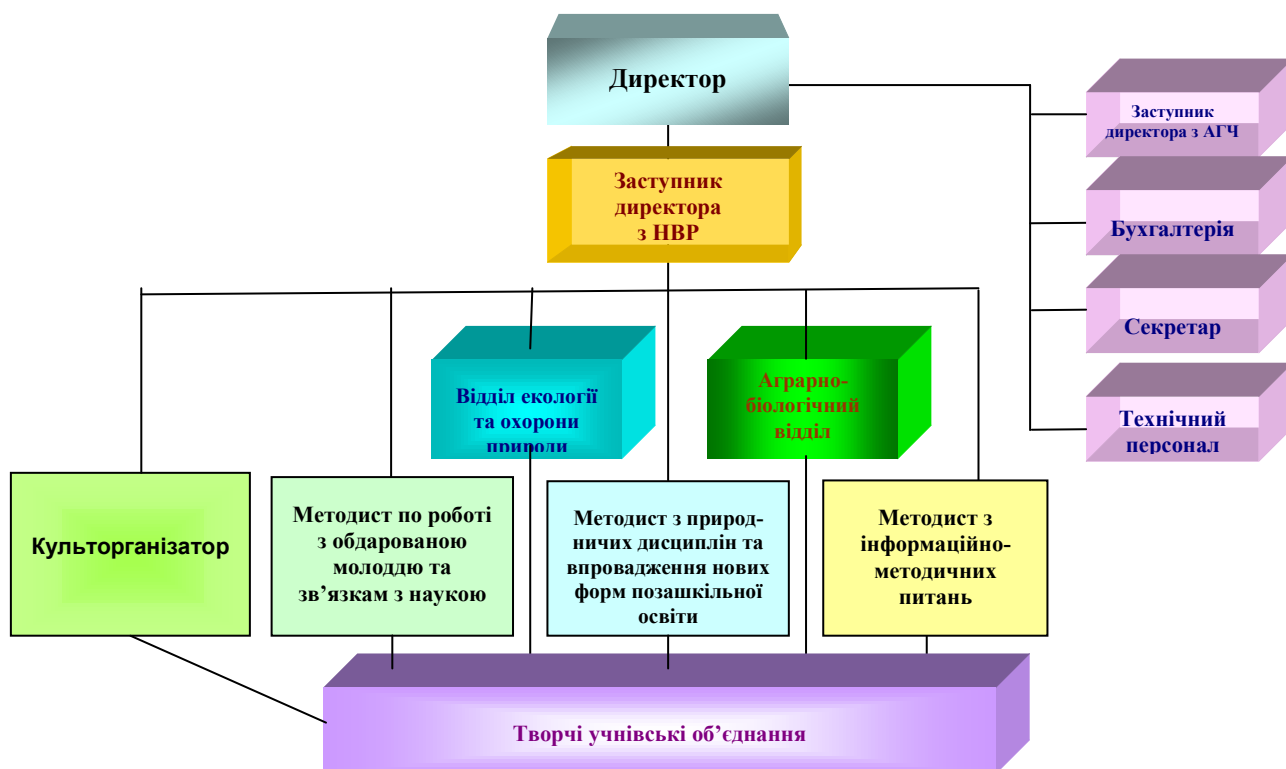 Директор
Заступник
директора з АГЧ
Заступник
директора
з НВР
Бухгалтерія
Секретар
Відділ екології
та охорони
природи
Аграрно-
біологічний
відділ
Технічний
персонал
Культорганізатор
Методист по роботі
з обдарованою
молоддю та
зв’язкам з наукою
Методист з природ-
ничих дисциплін та
впровадження нових
форм позашкільної
освіти
Методист з
інформаційно-
методичних
питань
Творчі учнівські об’єднання